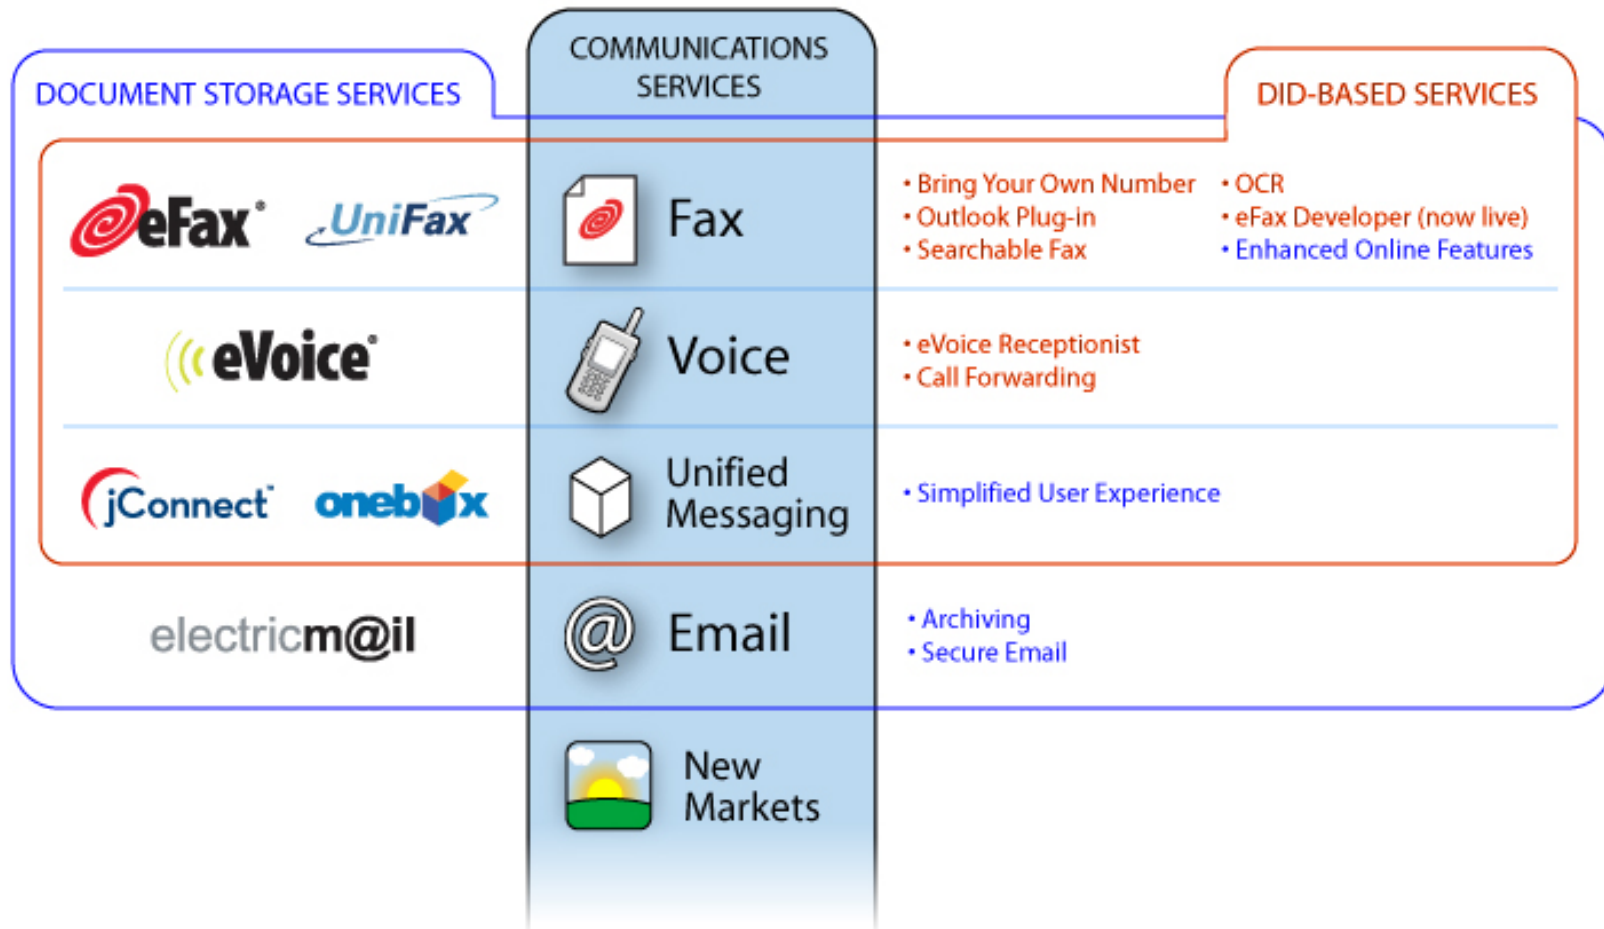 COMMUNICATIONS
SERVICES
DOCUMENT STORAGE SERVICES
DID-BASED SERVICES
eFax®
UniFax
Fax
• Bring Your Own Number
• Outlook Plug-in
• Searchable Fax
• OCR
• eFax Developer (now live)
• Enhanced Online Features
eVoice®
Voice
• eVoice Receptionist
• Call Forwarding
jConnect™
onebox
Unified
Messaging
• Simplified User Experience
electricm@il
@
Email
• Archiving
• Secure Email
New
Markets